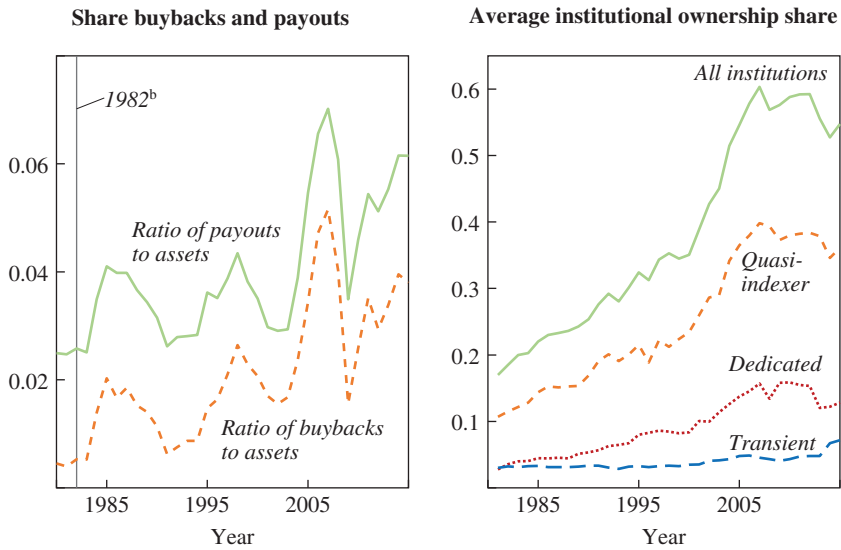 Share buybacks and payouts
1982b
0.06
0.04
0.02
Ratio of payouts
to assets
Ratio of buybacks
to assets
1985
1995
2005
Year
Average institutional ownership share
All institutions
0.6
0.5
0.4
0.3
0.2
0.1
Quasi-
indexer
Dedicated
Transient
1985
1995
2005
Year